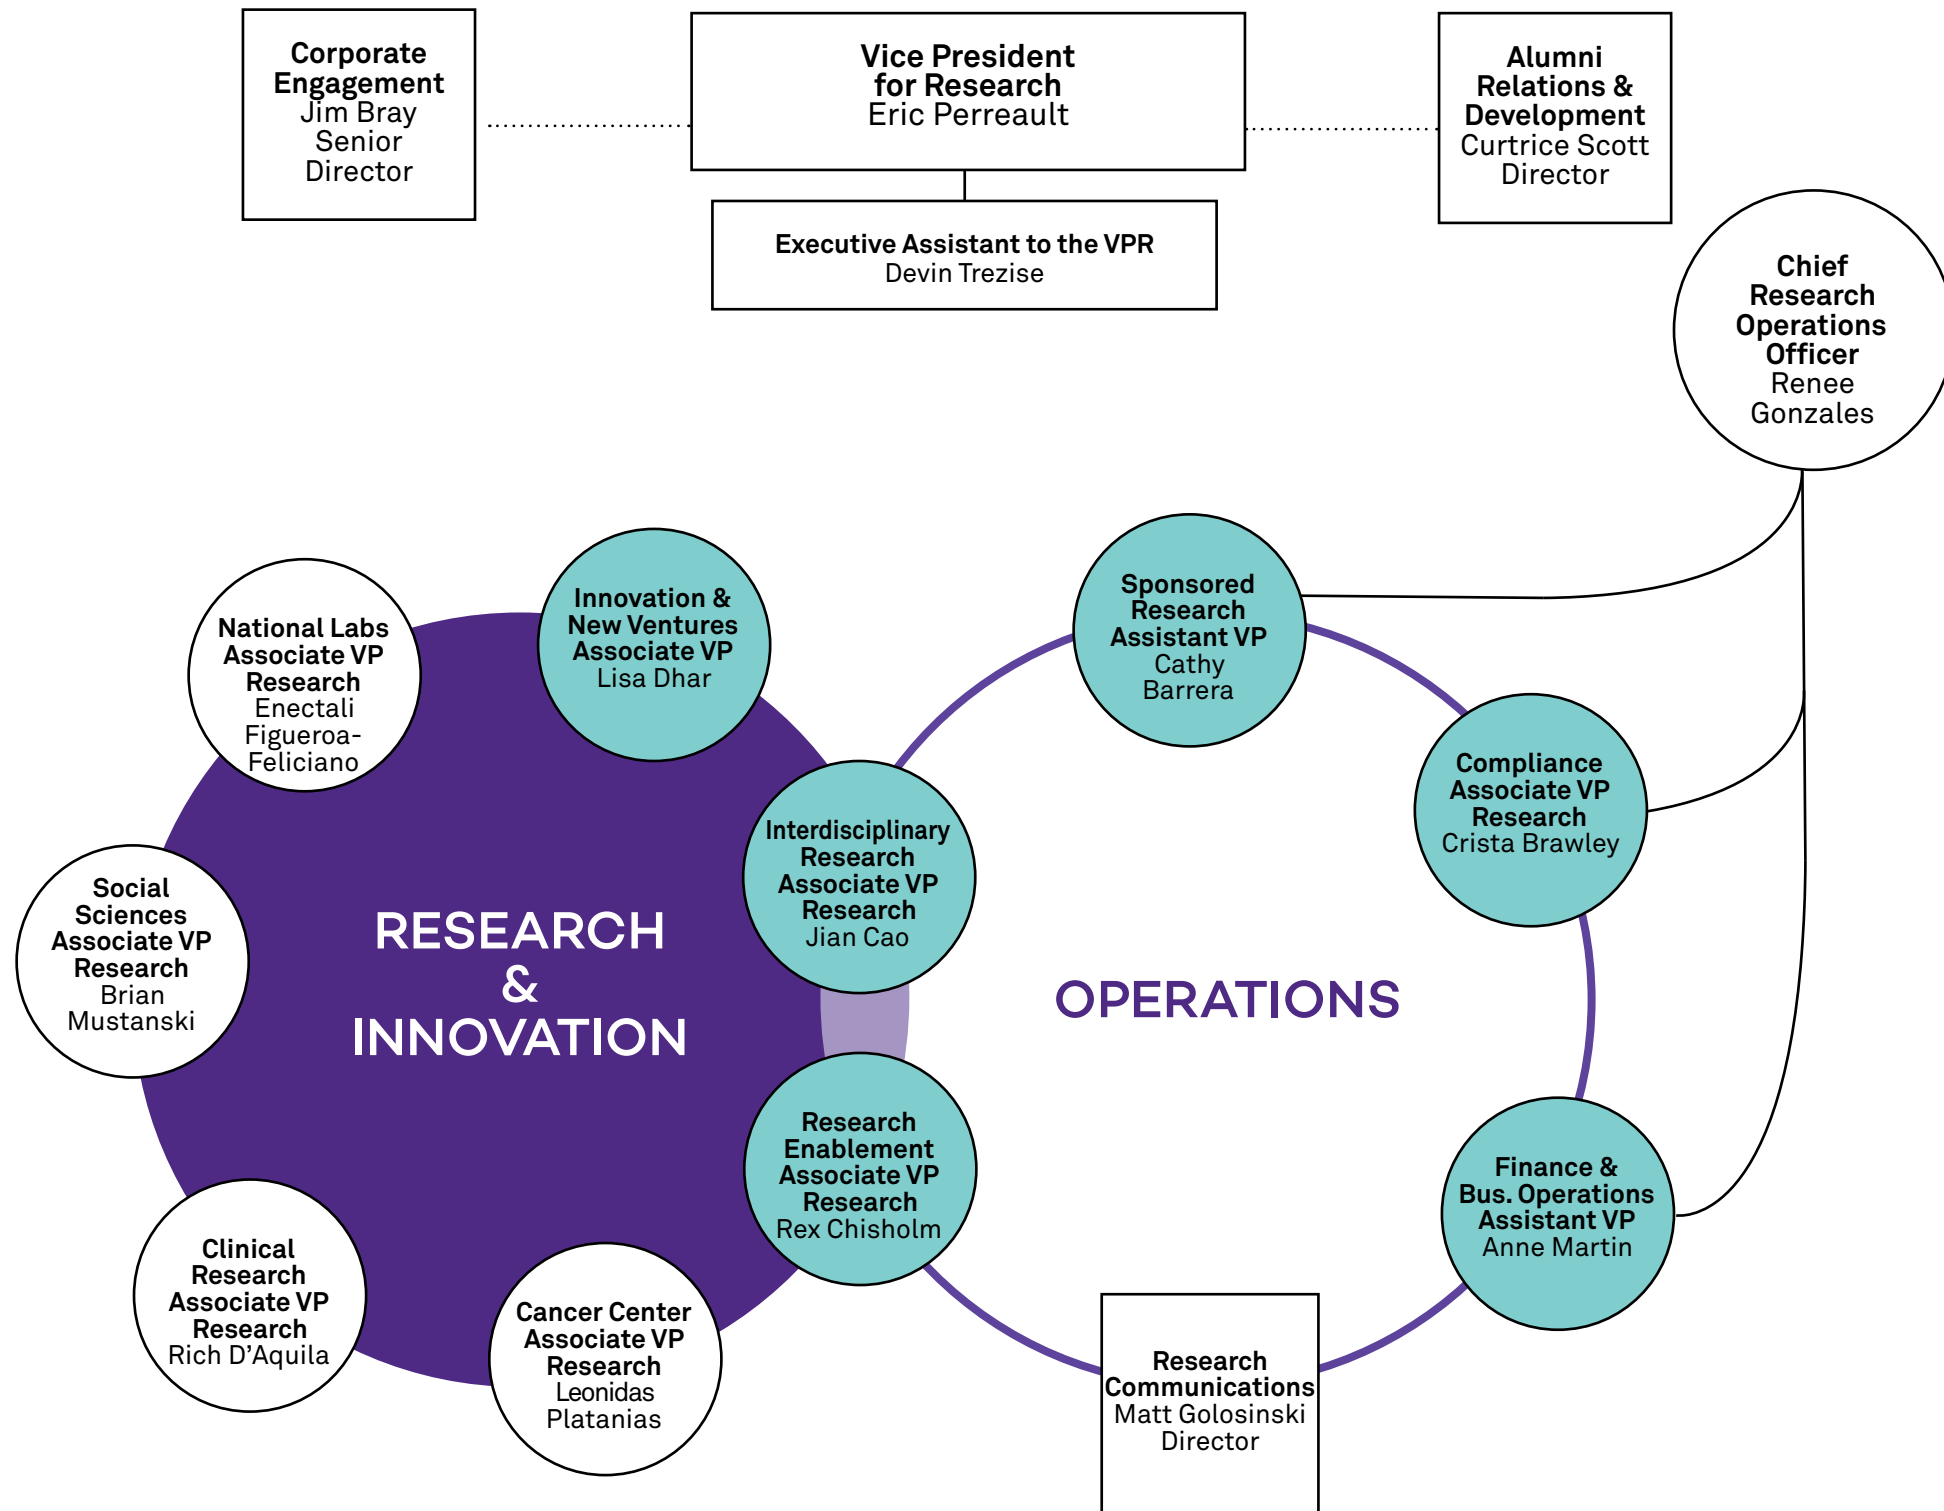 Corporate
Engagement
Jim Bray
Senior
Director
Vice President
for Research
Eric Perreault
Alumni
Relations &
Development
Curtrice Scott
Director
Executive Assistant to the VPR
Devin Trezise
Chief
Research
Operations
Officer
Renee
Gonzales
National Labs
Associate VP
Research
Enectali
Figueroa-
Feliciano
Innovation &
New Ventures
Associate VP
Lisa Dhar
Sponsored
Research
Assistant VP
Cathy
Barrera
Compliance
Associate VP
Research
Crista Brawley
Interdisciplinary
Research
Associate VP
Research
Jian Cao
Social
Sciences
Associate VP
Research
Brian
Mustanski
RESEARCH
&
INNOVATION
OPERATIONS
Research
Enablement
Associate VP
Research
Rex Chisholm
Finance &
Bus. Operations
Assistant VP
Anne Martin
Clinical
Research
Associate VP
Research
Rich D’Aquila
Cancer Center
Associate VP
Research
Leonidas
Platanias
Research
Communications
Matt Golosinski
Director